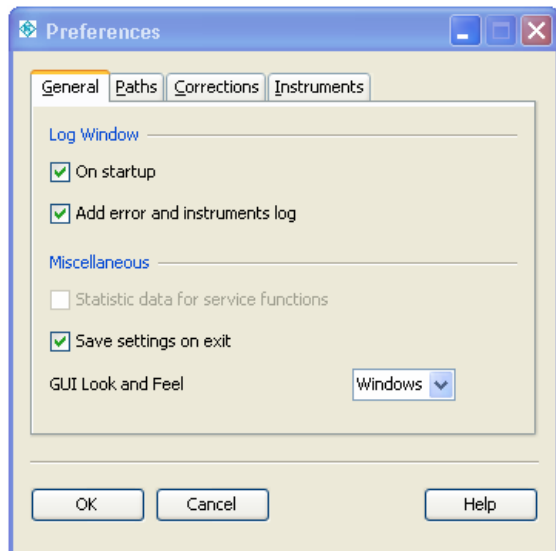 Preferences
General Paths Corrections Instruments
Log Window
On startup
Add error and instruments log
Miscellaneous
Statistic data for service functions
Save settings on exit
GUI Look and Feel Windows
OK Cancel Help